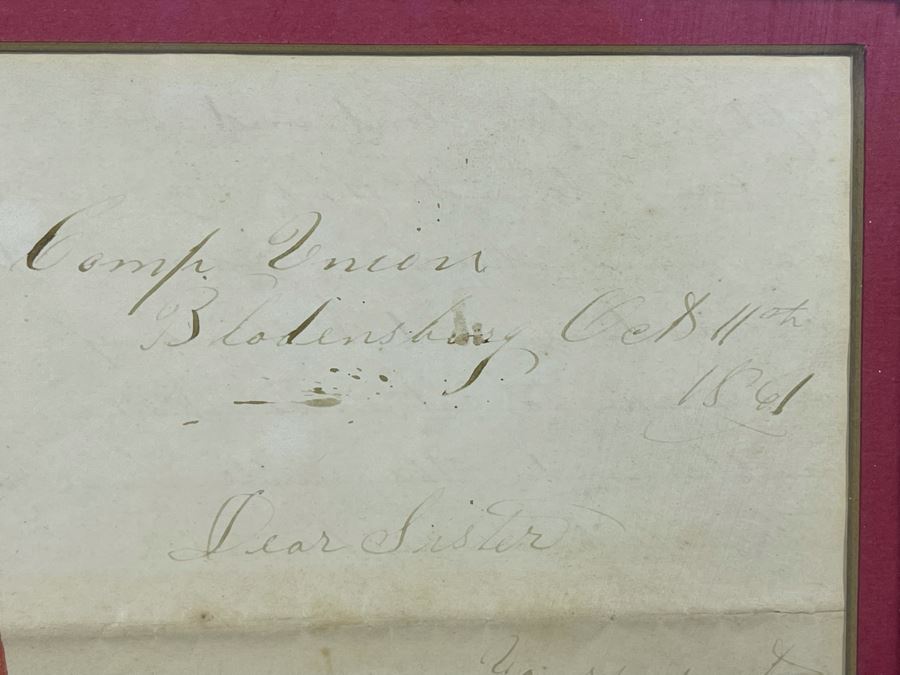 Camp Union
Bladensburg Oct 11th
1861
Dear Sister